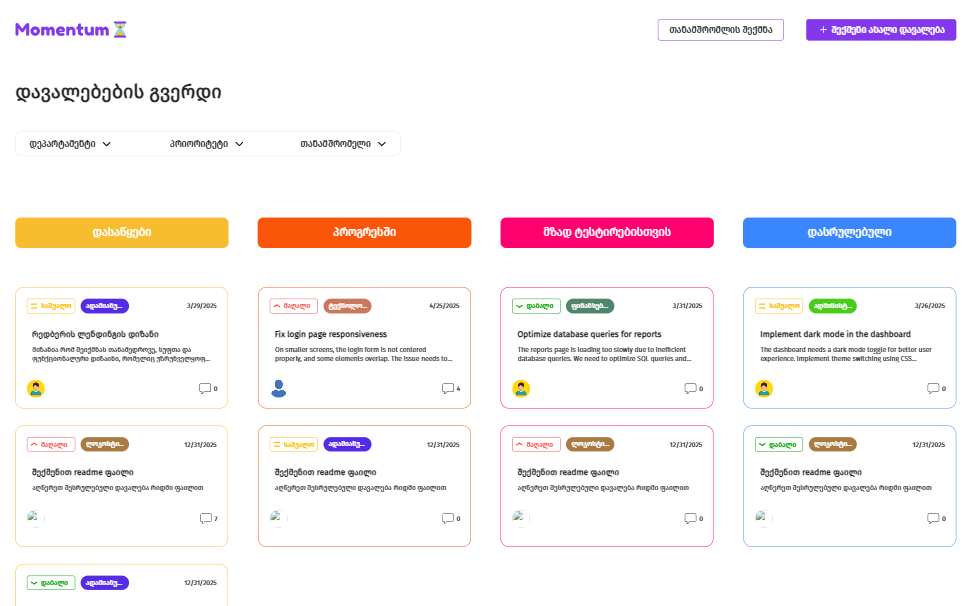 Momentum
თანამშრომლის შექმნა
+ შექმენი ახალი დავალება
დავალებების გვერდი
დეპარტამენტი
პრიორიტეტი
თანამშრომელი
დასაწყები
პროგრესში
მზად ტესტირებისთვის
დასრულებული
საშუალო ადამიანუ... 3/29/2025
რედბერის ლენდინგის დიზაინი
მიზანია რომ შეიქმნას თანამედროვე, სუფთა და
ფუნქციონალური დიზაინი, რომელიც უზრუნველყოფ...
0
მაღალი ტექნოლო... 4/25/2025
Fix login page responsiveness
On smaller screens, the login form is not centered
properly, and some elements overlap. The issue needs to...
4
დაბალი ფინანსებ... 3/31/2025
Optimize database queries for reports
The reports page is loading too slowly due to inefficient
database queries. We need to optimize SQL queries and...
0
საშუალო ადმინისტ... 3/26/2025
Implement dark mode in the dashboard
The dashboard needs a dark mode toggle for better user
experience. Implement theme switching using CSS...
0
მაღალი ლოჯისტი... 12/31/2025
შექმენით readme ფაილი
აღწერეთ შესრულებული დავალება რიდმი ფაილით
7
საშუალო ადამიანუ... 12/31/2025
შექმენით readme ფაილი
აღწერეთ შესრულებული დავალება რიდმი ფაილით
0
მაღალი ლოჯისტი... 12/31/2025
შექმენით readme ფაილი
აღწერეთ შესრულებული დავალება რიდმი ფაილით
0
დაბალი ლოჯისტი... 12/31/2025
შექმენით readme ფაილი
აღწერეთ შესრულებული დავალება რიდმი ფაილით
0
დაბალი ადამიანუ... 12/31/2025